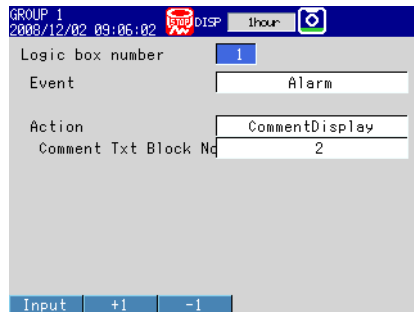 GROUP 1
2008/12/02 09:06:02 STOP DISP 1hour
Logic box number 1
Event Alarm
Action CommentDisplay
Comment Txt Block No 2
Input +1 -1